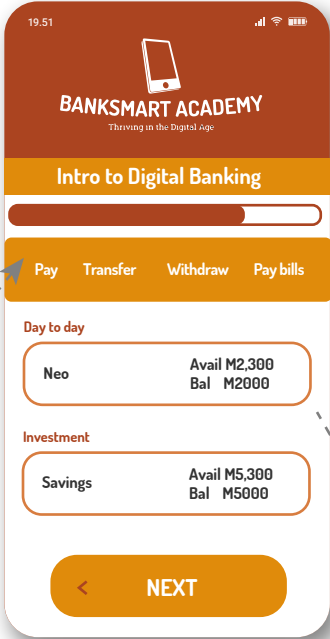 19.51
BANKSMART ACADEMY
Thriving in the Digital Age
Intro to Digital Banking
Pay Transfer Withdraw Pay bills
Day to day
Neo Avail M2,300
Bal M2000
Investment
Savings Avail M5,300
Bal M5000
< NEXT